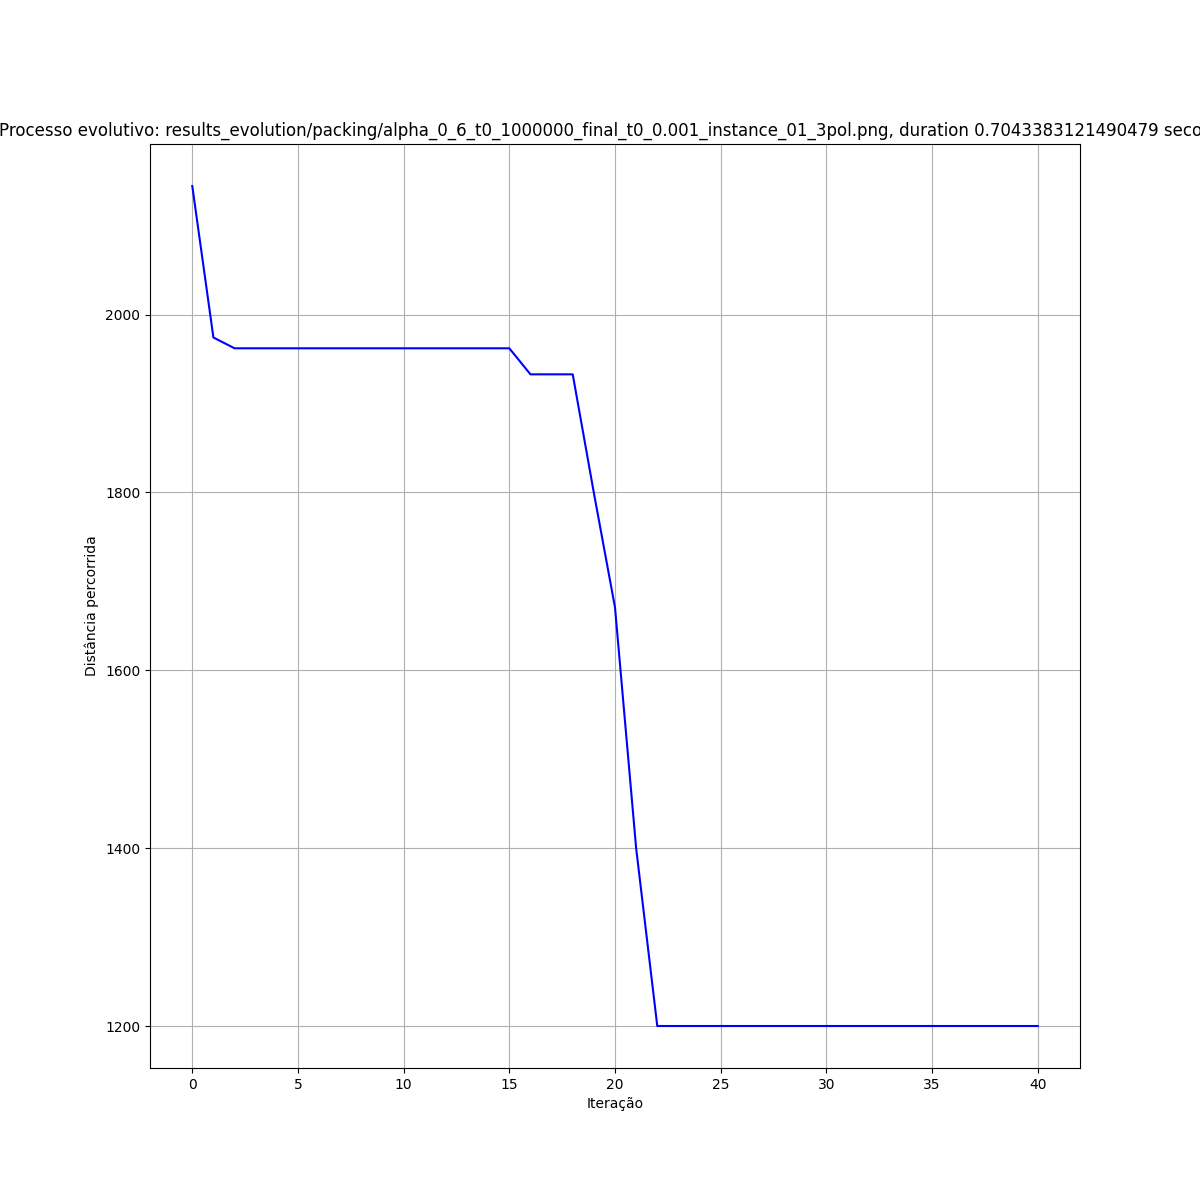 Processo evolutivo: results_evolution/packing/alpha_0_6_t0_1000000_final_t0_0.001_instance_01_3pol.png, duration 0.7043383121490479 seco
2000
1800
1600
1400
1200
Distância percorrida
0 5 10 15 20 25 30 35 40
Iteração